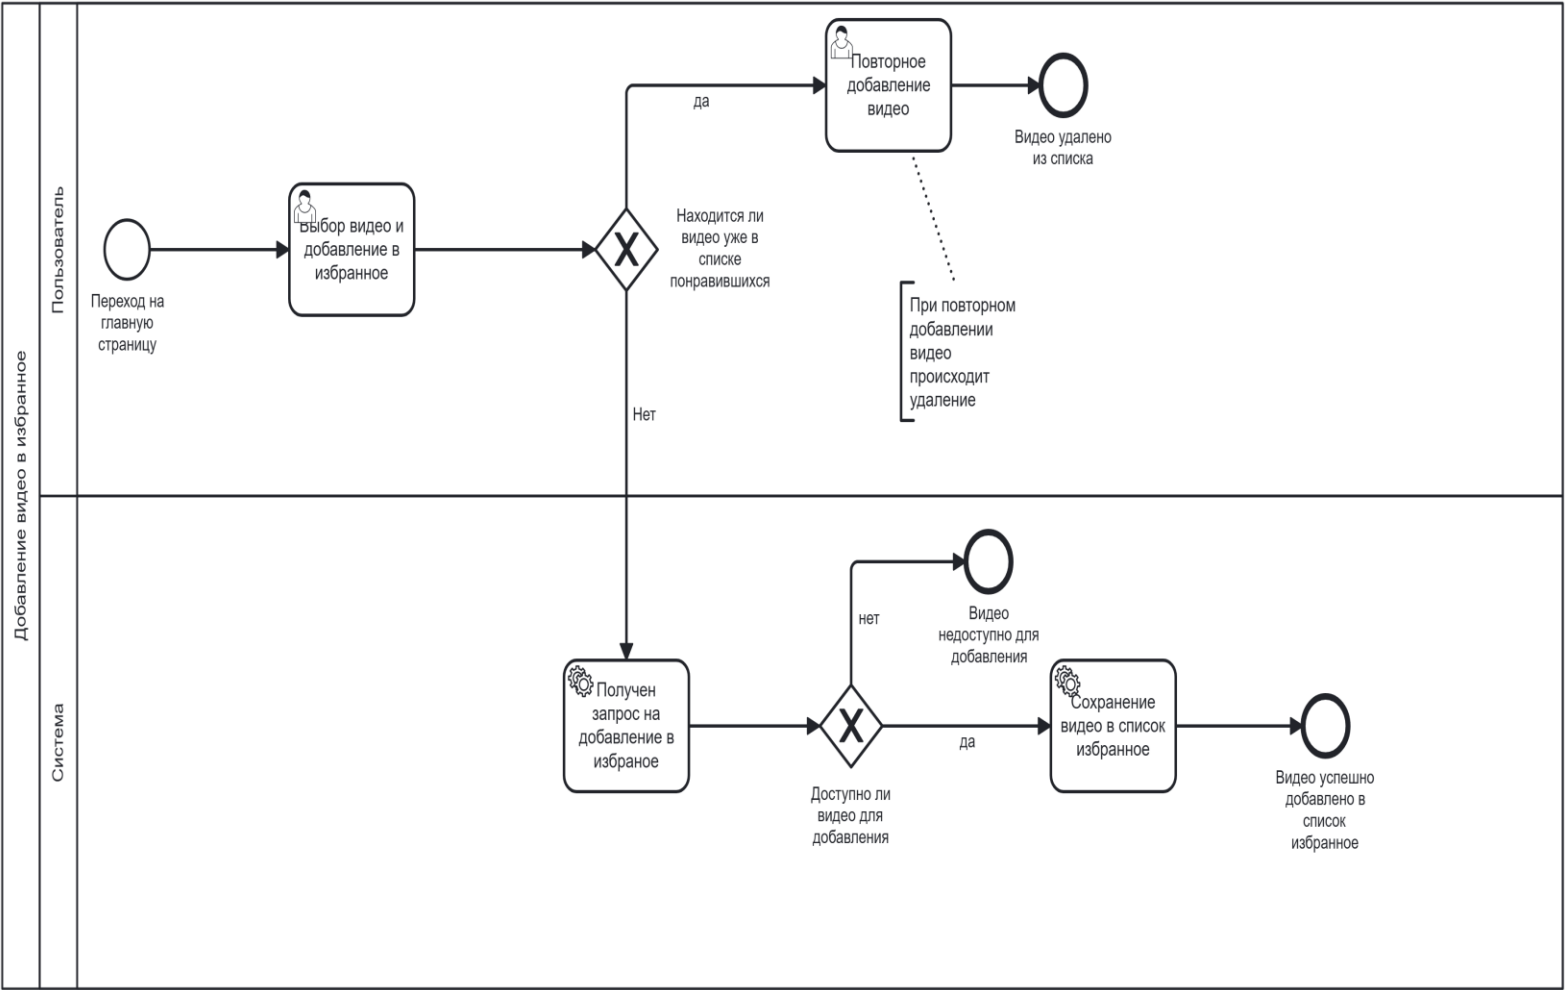 Добавление видео в избранное
Пользователь
Переход на
главную
страницу
Выбор видео и
добавление в
избранное
Находится ли
видео уже в
списке
понравившихся
да
Повторное
добавление
видео
Видео удалено
из списка
При повторном
добавлении
видео
происходит
удаление
Нет
Система
Получен
запрос на
добавление в
избраное
Доступно ли
видео для
добавления
нет
Видео
недоступно для
добавления
да
Сохранение
видео в список
избранное
Видео успешно
добавлено в
список
избранное